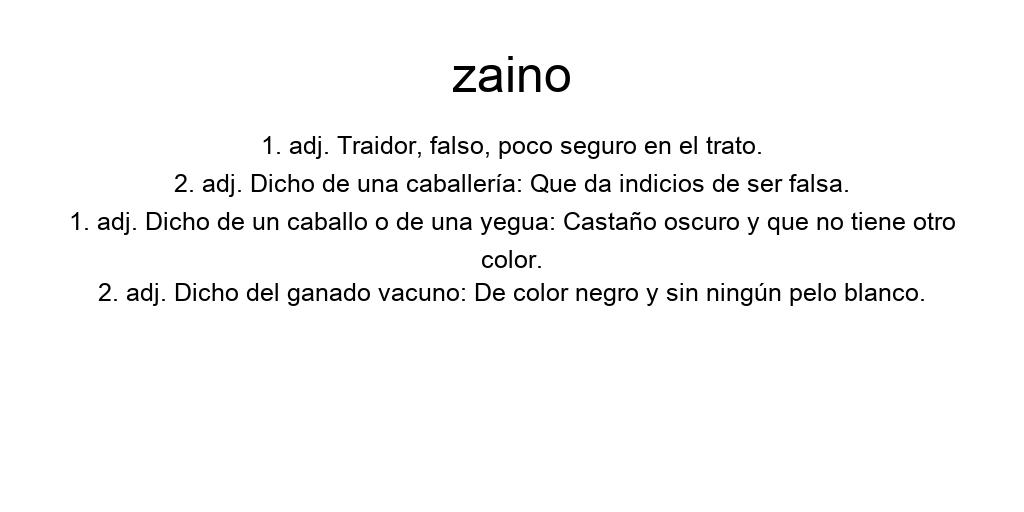 zaino
1. adj. Traidor, falso, poco seguro en el trato.
2. adj. Dicho de una caballería: Que da indicios de ser falsa.
1. adj. Dicho de un caballo o de una yegua: Castaño oscuro y que no tiene otro
color.
2. adj. Dicho del ganado vacuno: De color negro y sin ningún pelo blanco.